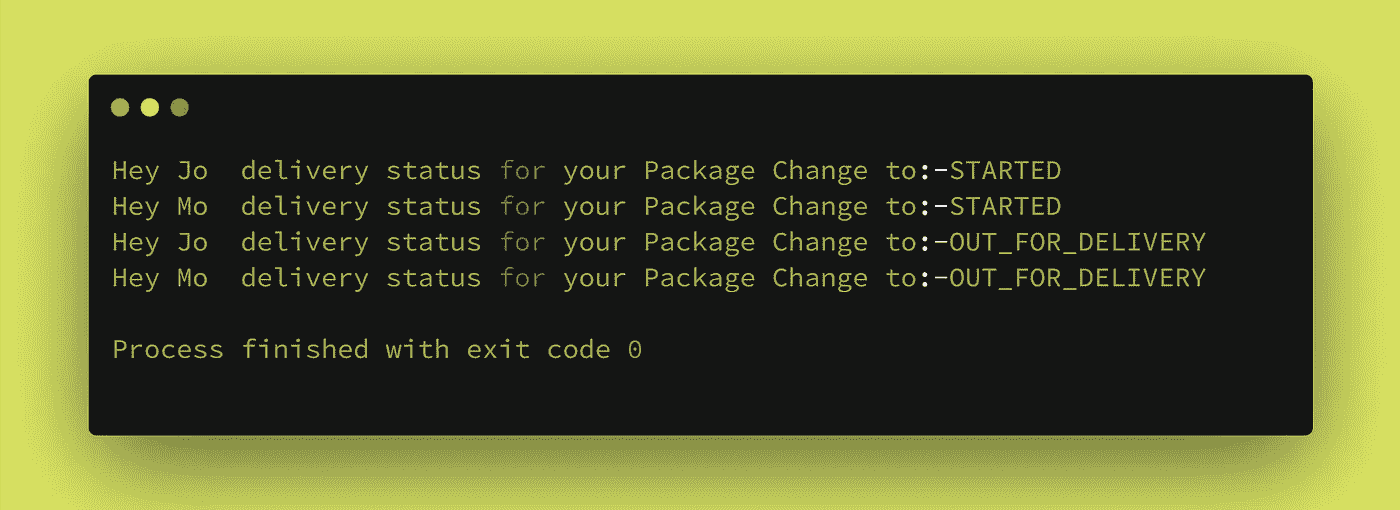 Hey Jo  delivery status for your Package Change to:-STARTED
Hey Mo  delivery status for your Package Change to:-STARTED
Hey Jo  delivery status for your Package Change to:-OUT_FOR_DELIVERY
Hey Mo  delivery status for your Package Change to:-OUT_FOR_DELIVERY
Process finished with exit code 0